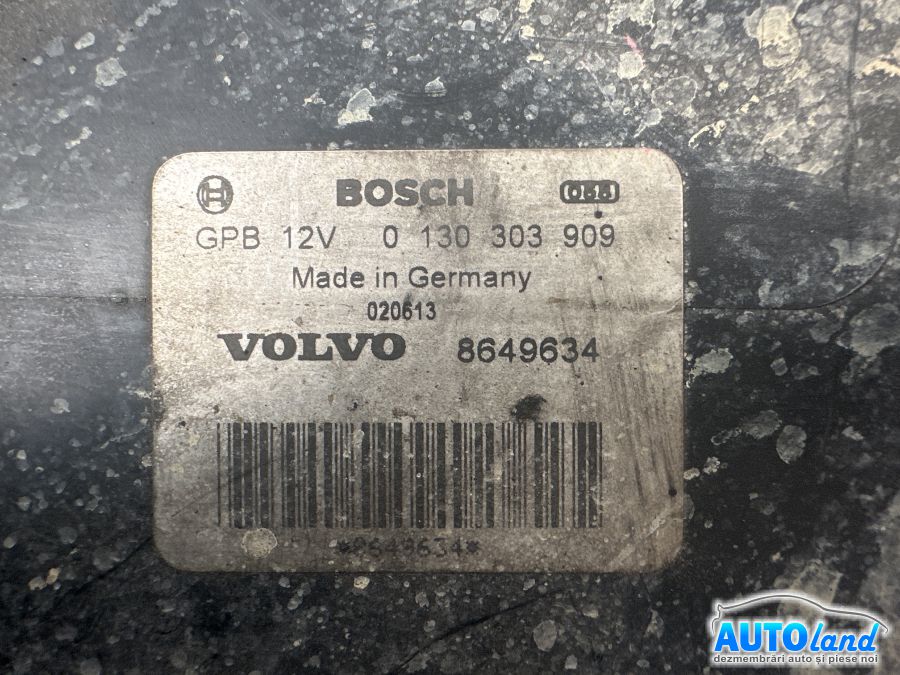 BOSCH
GPB 12V 0 130 303 909
Made in Germany
020613
VOLVO 8649634
*8649634*
AUTOland
dezmembrări auto și piese noi